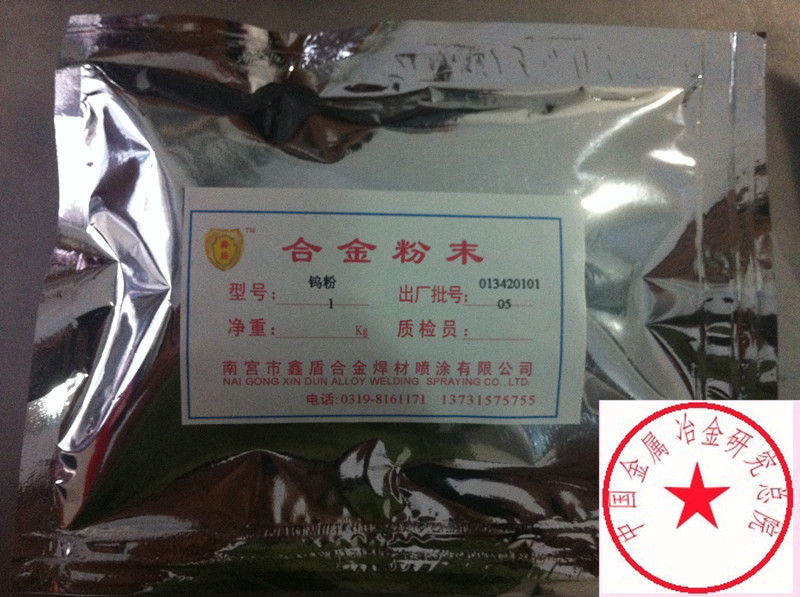 鑫盾
TM
合金粉末
型号: 钨粉
出厂批号: 013420101
净重: 1 Kg
质检员: 05
南宫市鑫盾合金焊材喷涂有限公司
NAI GONG XIN DUN ALLOY WELDING SPRAYING CO., LTD.
电话:0319-8161171 13731575755
中国金属冶金研究总院